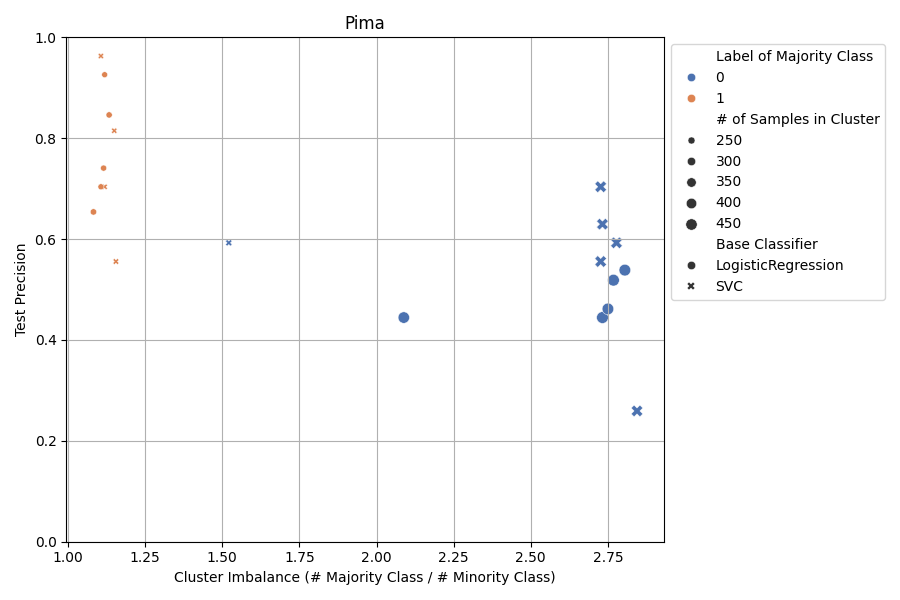 Pima
1.0
0.8
0.6
0.4
0.2
0.0
Test Precision
1.00
1.25
1.50
1.75
2.00
2.25
2.50
2.75
Cluster Imbalance (# Majority Class / # Minority Class)
Label of Majority Class
0
1
# of Samples in Cluster
250
300
350
400
450
Base Classifier
LogisticRegression
SVC